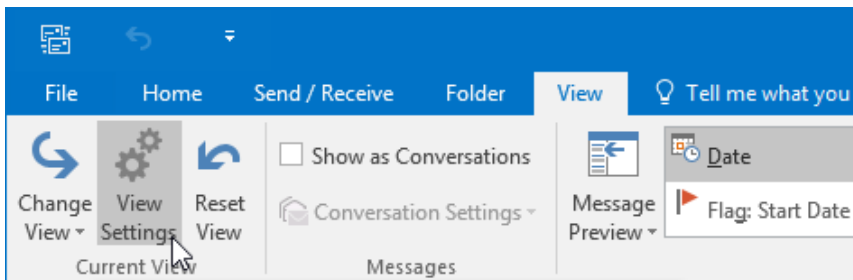 File Home Send / Receive Folder View Tell me what you
Change View Settings Reset View
View
Current View
Show as Conversations
Conversation Settings
Messages
Message Preview
Date
Flag: Start Date